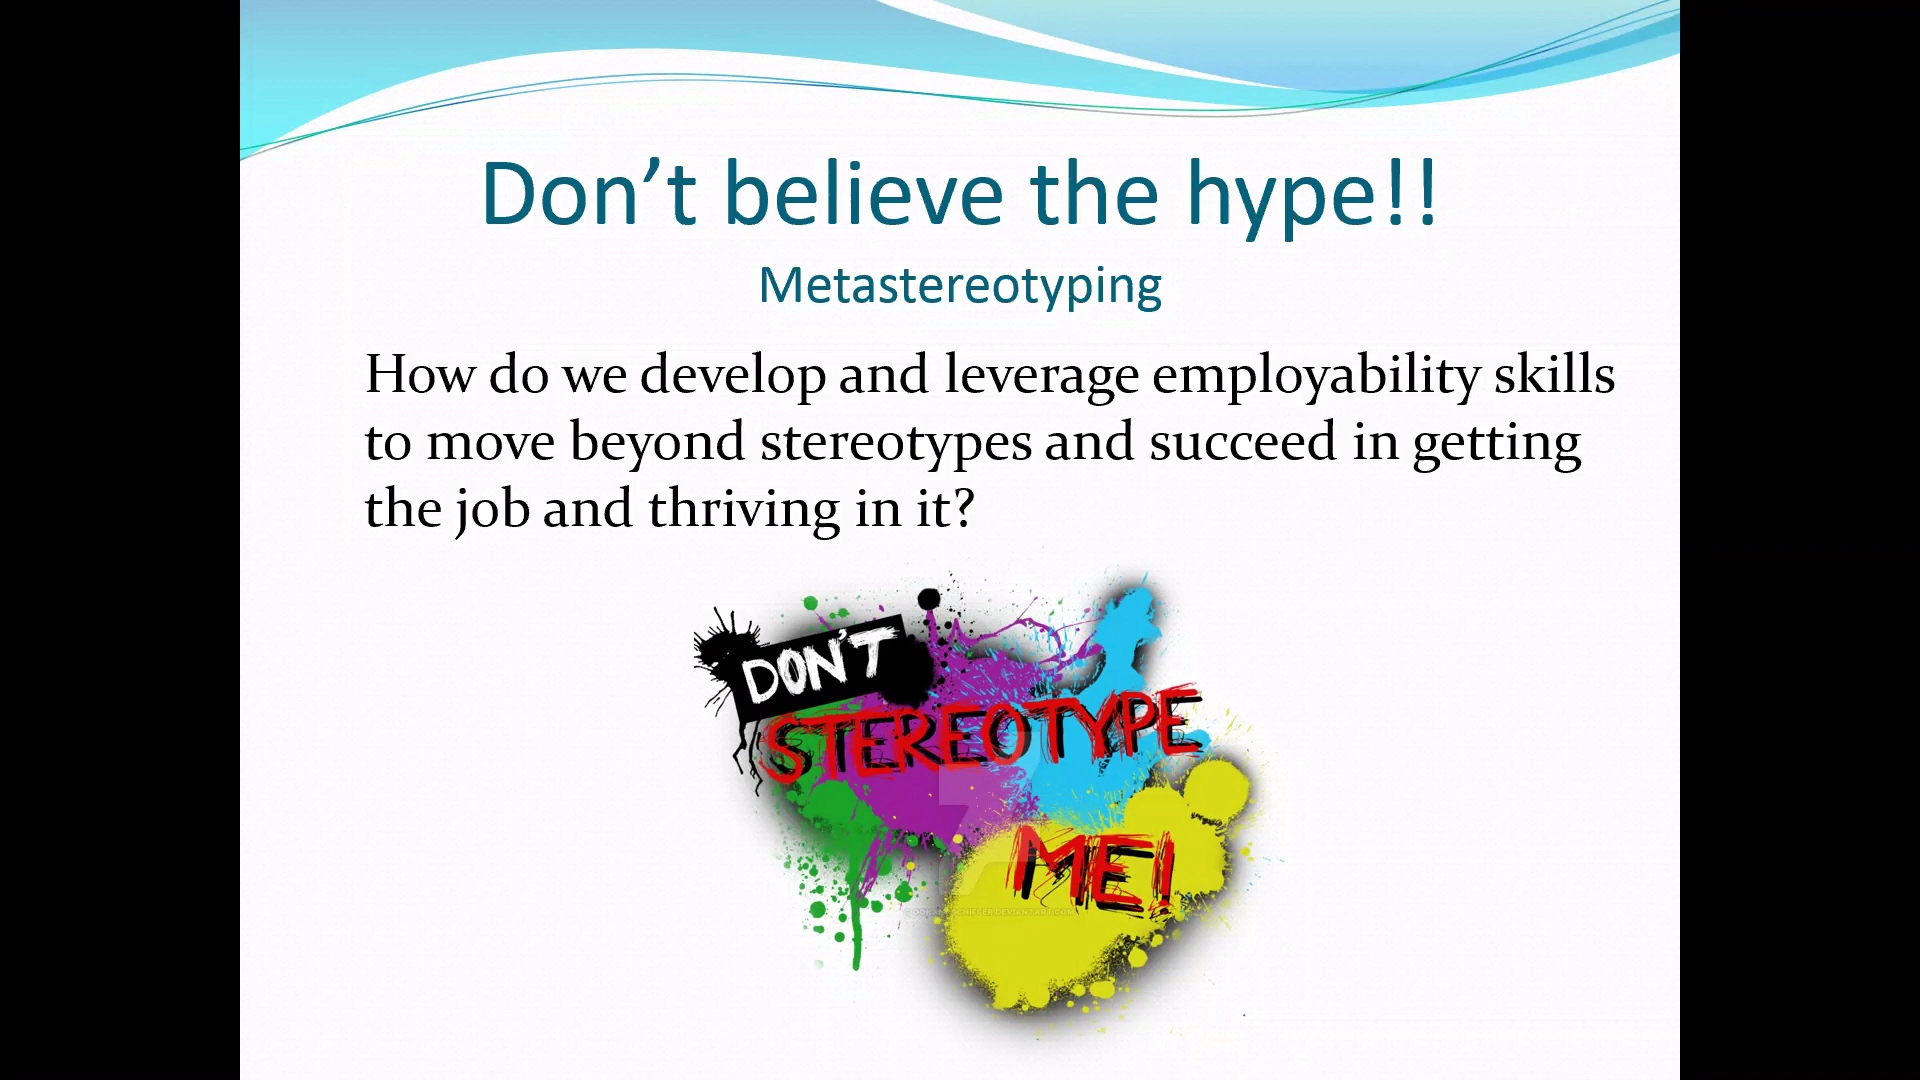 Don’t believe the hype!!
Metastereotyping
How do we develop and leverage employability skills
to move beyond stereotypes and succeed in getting
the job and thriving in it?
DON'T
STEREOTYPE
ME!